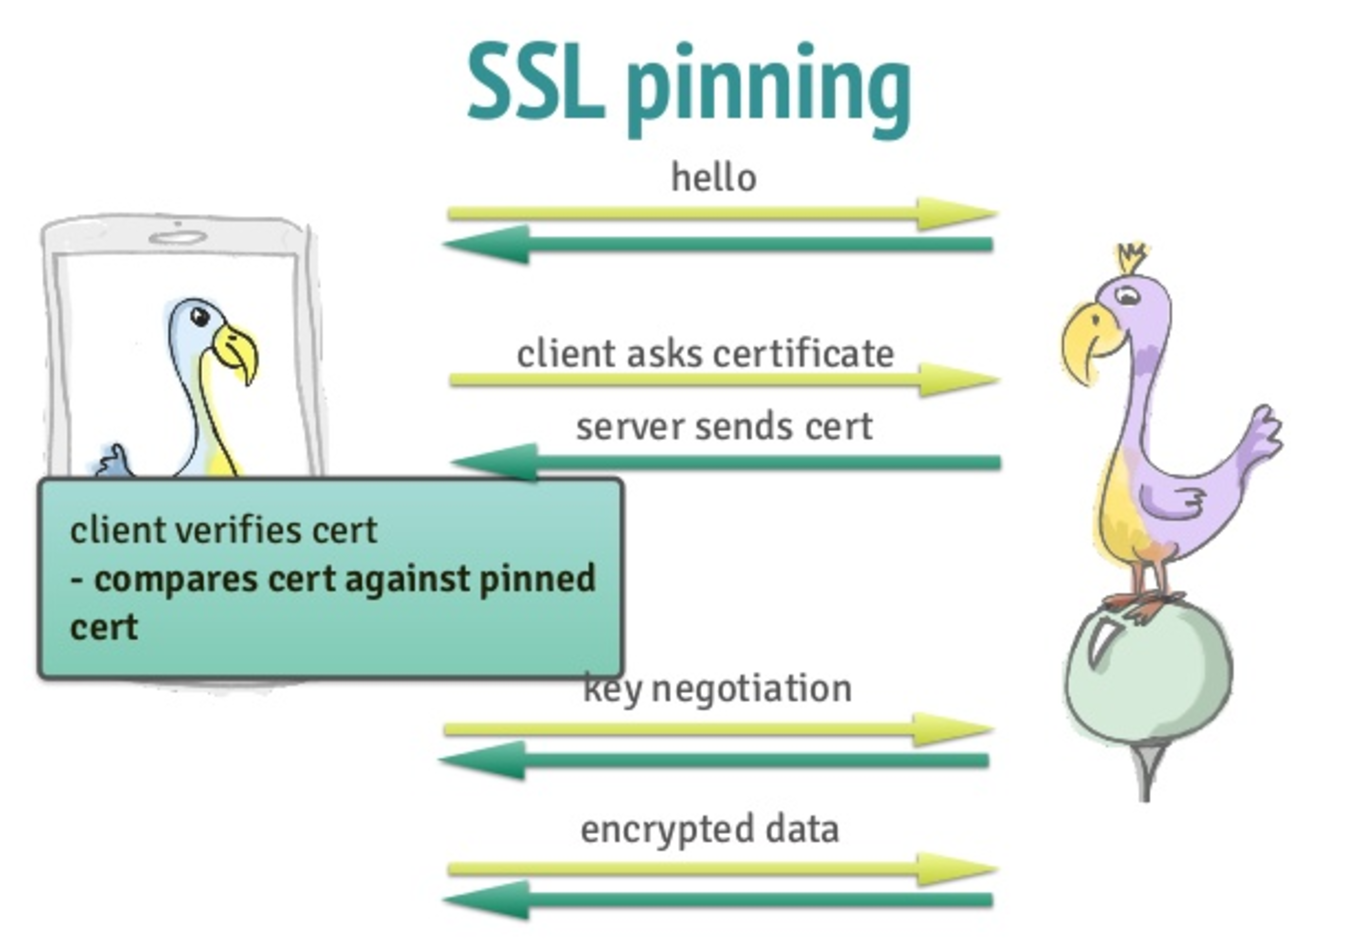 SSL pinning
hello
client asks certificate
server sends cert
client verifies cert
- compares cert against pinned
cert
key negotiation
encrypted data